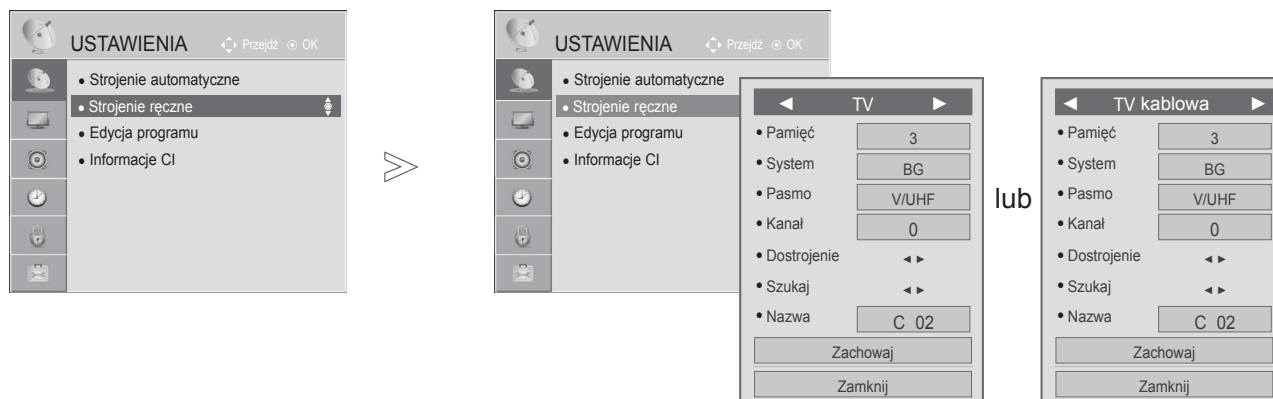 USTAWIENIA Przejdź OK
• Strojenie automatyczne
• Strojenie ręczne
• Edycja programu
• Informacje CI
USTAWIENIA Przejdź OK
• Strojenie automatyczne
• Strojenie ręczne
• Edycja programu
• Informacje CI
◄ TV ►
• Pamięć 3
• System BG
• Pasmo V/UHF
• Kanał 0
• Dostrojenie ◄ ►
• Szukaj ◄ ►
• Nazwa C 02
Zachowaj
Zamknij
lub
◄ TV kablowa ►
• Pamięć 3
• System BG
• Pasmo V/UHF
• Kanał 0
• Dostrojenie ◄ ►
• Szukaj ◄ ►
• Nazwa C 02
Zachowaj
Zamknij